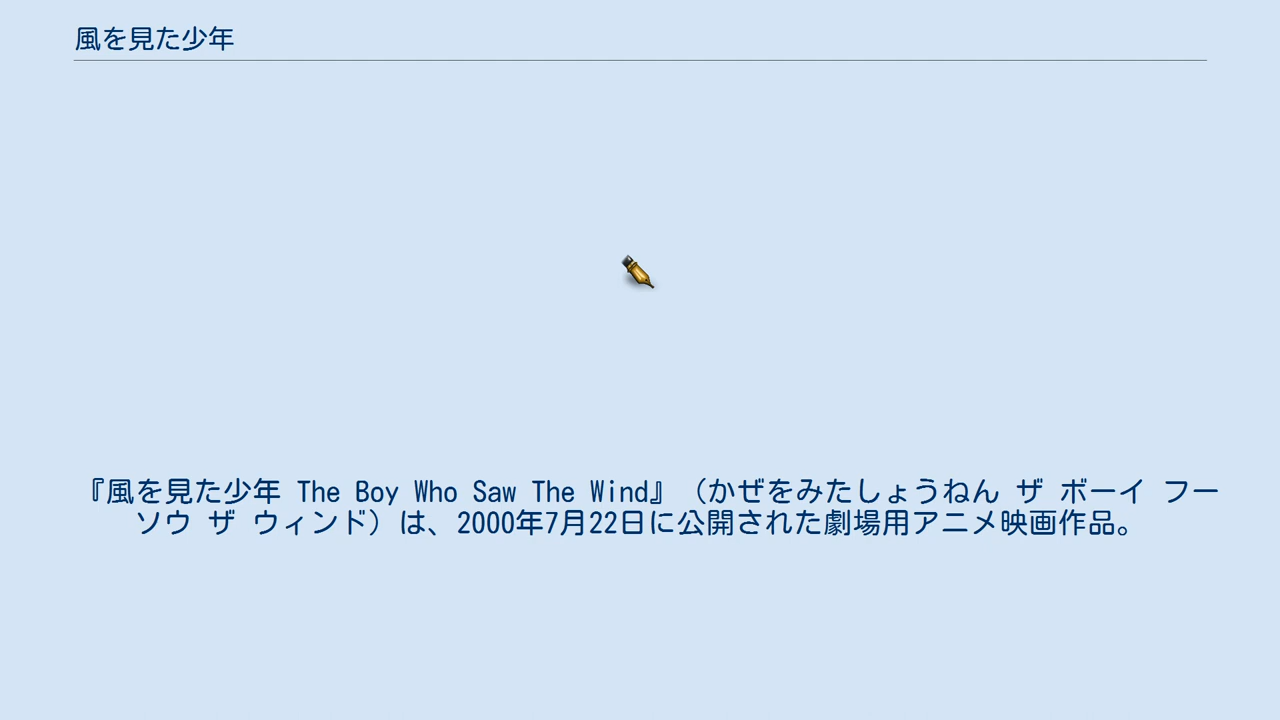 風を見た少年
『風を見た少年 The Boy Who Saw The Wind』（かぜをみたしょうねん ザ ボーイ フー
ソウ ザ ウィンド）は、2000年7月22日に公開された劇場用アニメ映画作品。